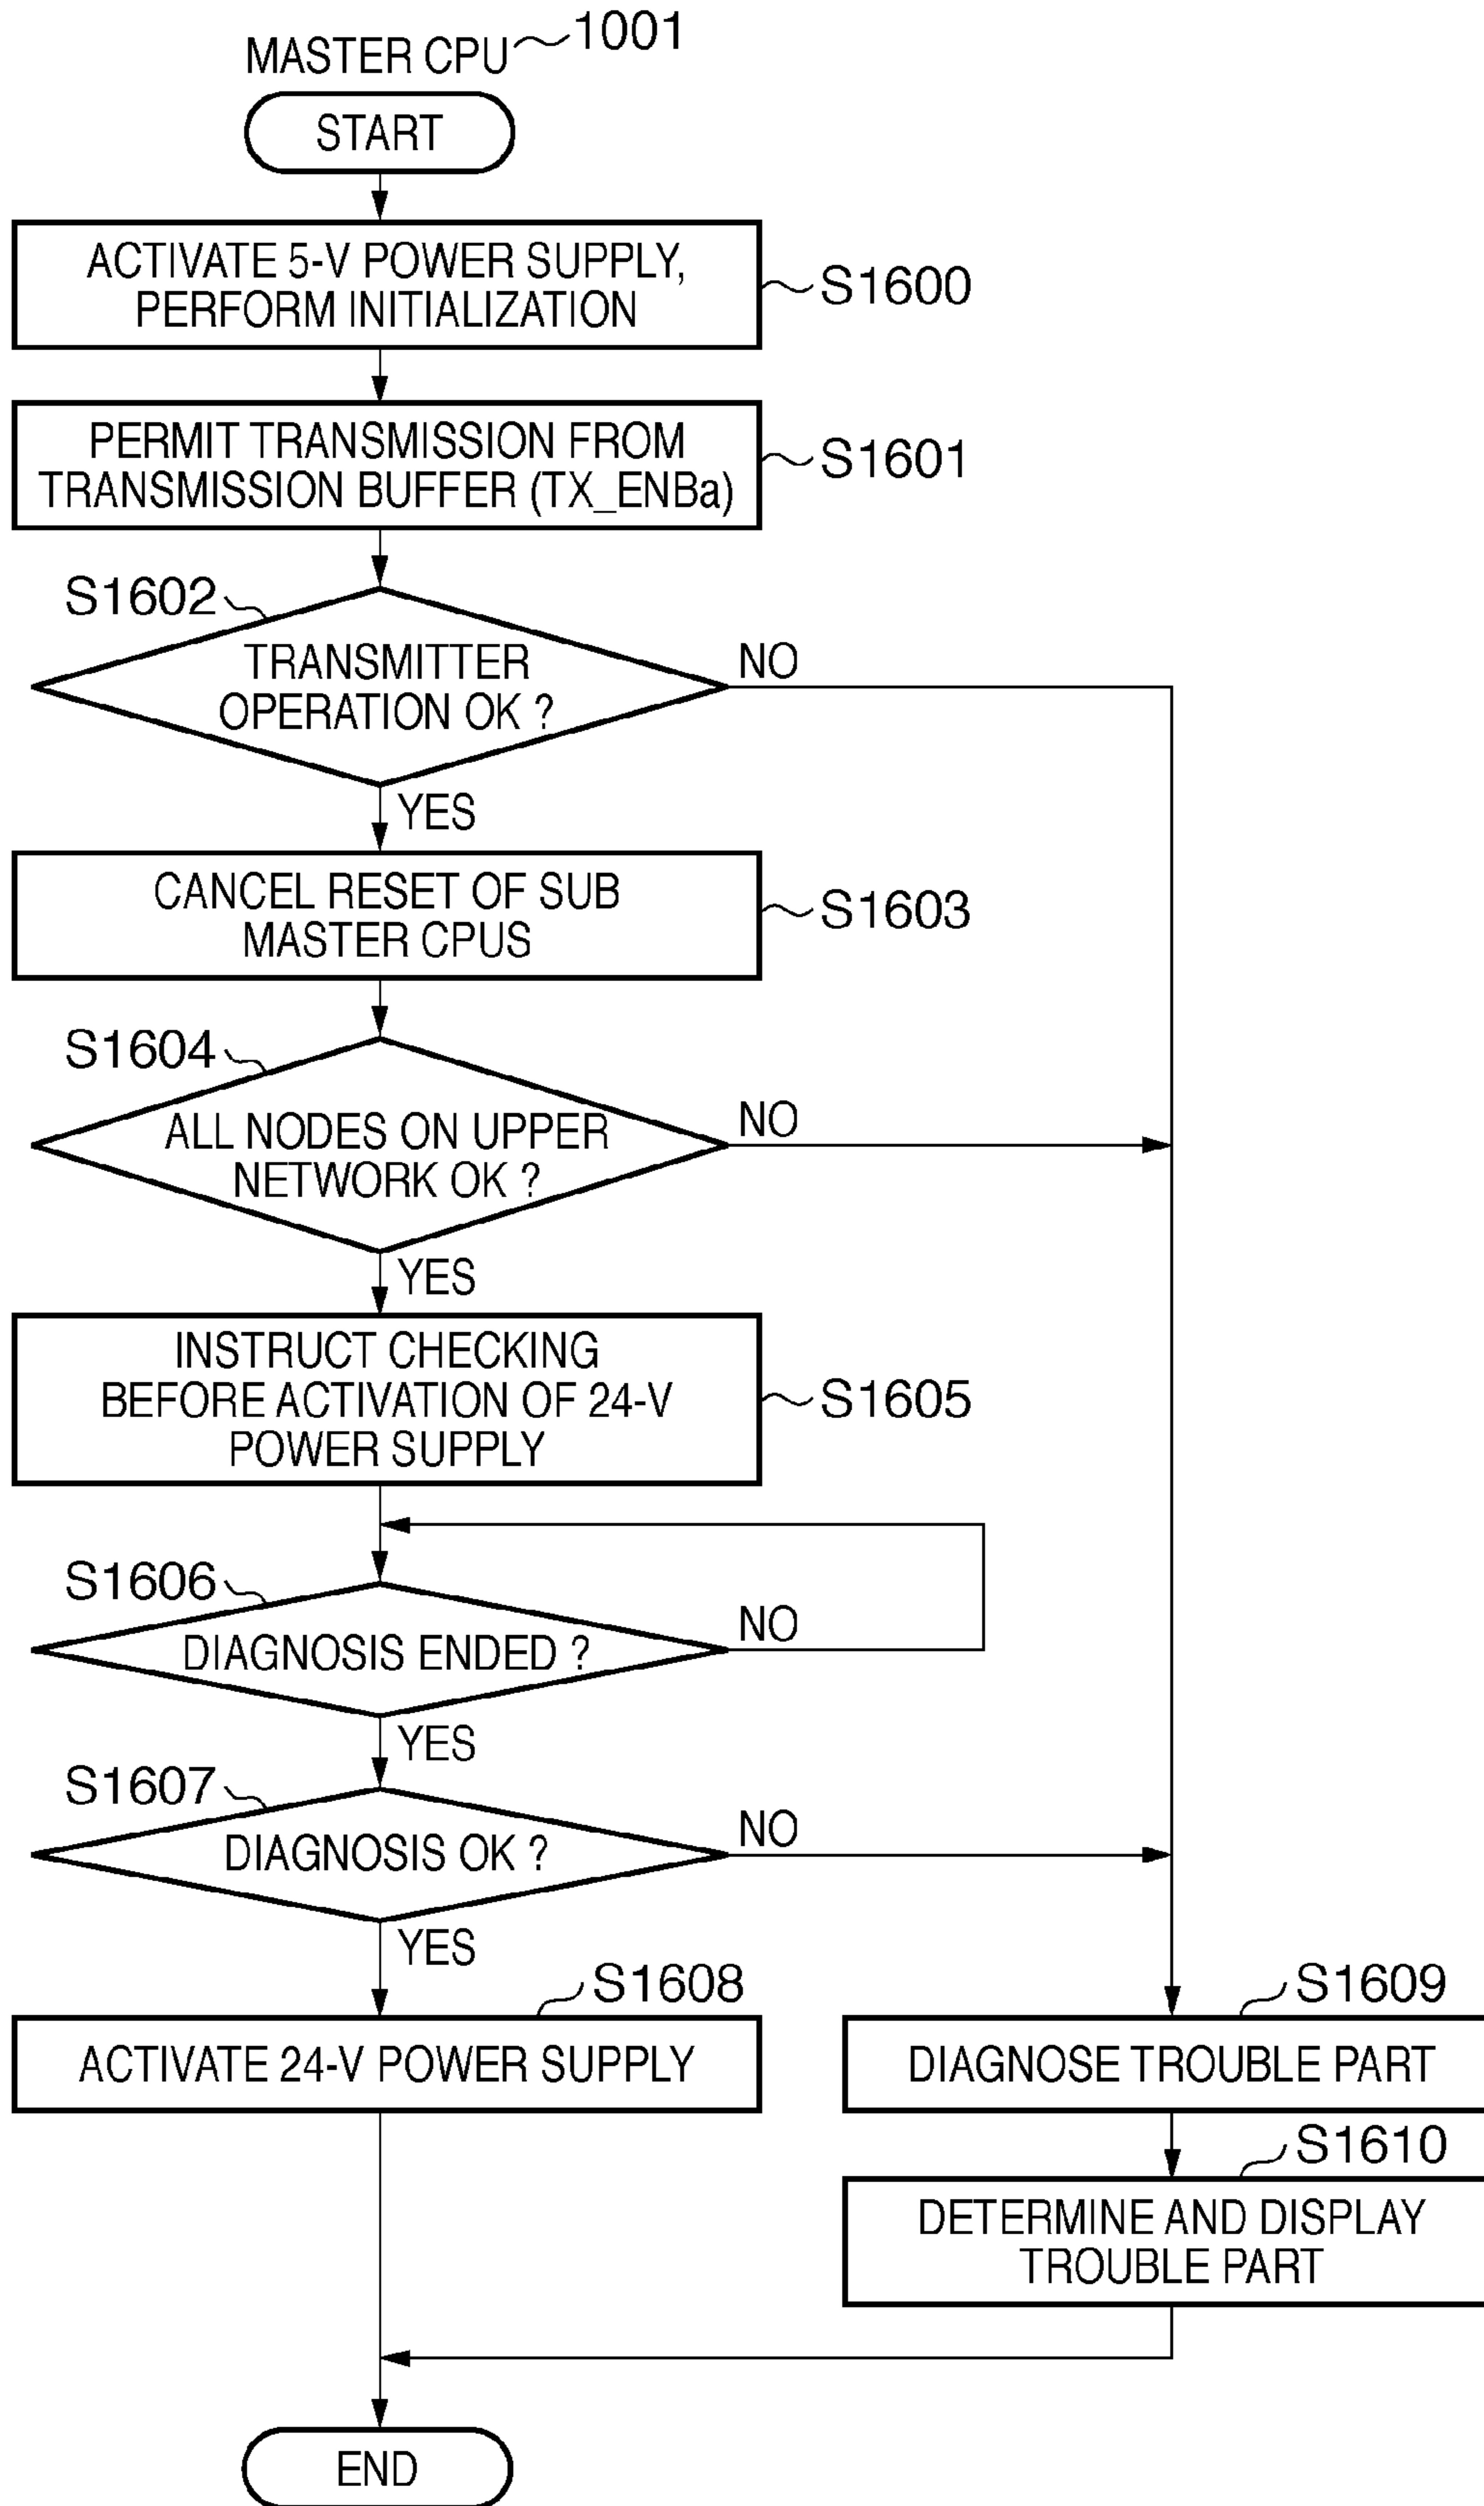 MASTER CPU 1001
START
ACTIVATE 5-V POWER SUPPLY,
PERFORM INITIALIZATION
S1600
PERMIT TRANSMISSION FROM
TRANSMISSION BUFFER (TX_ENBa)
S1601
S1602
TRANSMITTER
OPERATION OK ?
NO
YES
CANCEL RESET OF SUB
MASTER CPUS
S1603
S1604
ALL NODES ON UPPER
NETWORK OK ?
NO
YES
INSTRUCT CHECKING
BEFORE ACTIVATION OF 24-V
POWER SUPPLY
S1605
S1606
DIAGNOSIS ENDED ?
NO
YES
S1607
DIAGNOSIS OK ?
NO
YES
S1608
ACTIVATE 24-V POWER SUPPLY
S1609
DIAGNOSE TROUBLE PART
S1610
DETERMINE AND DISPLAY
TROUBLE PART
END